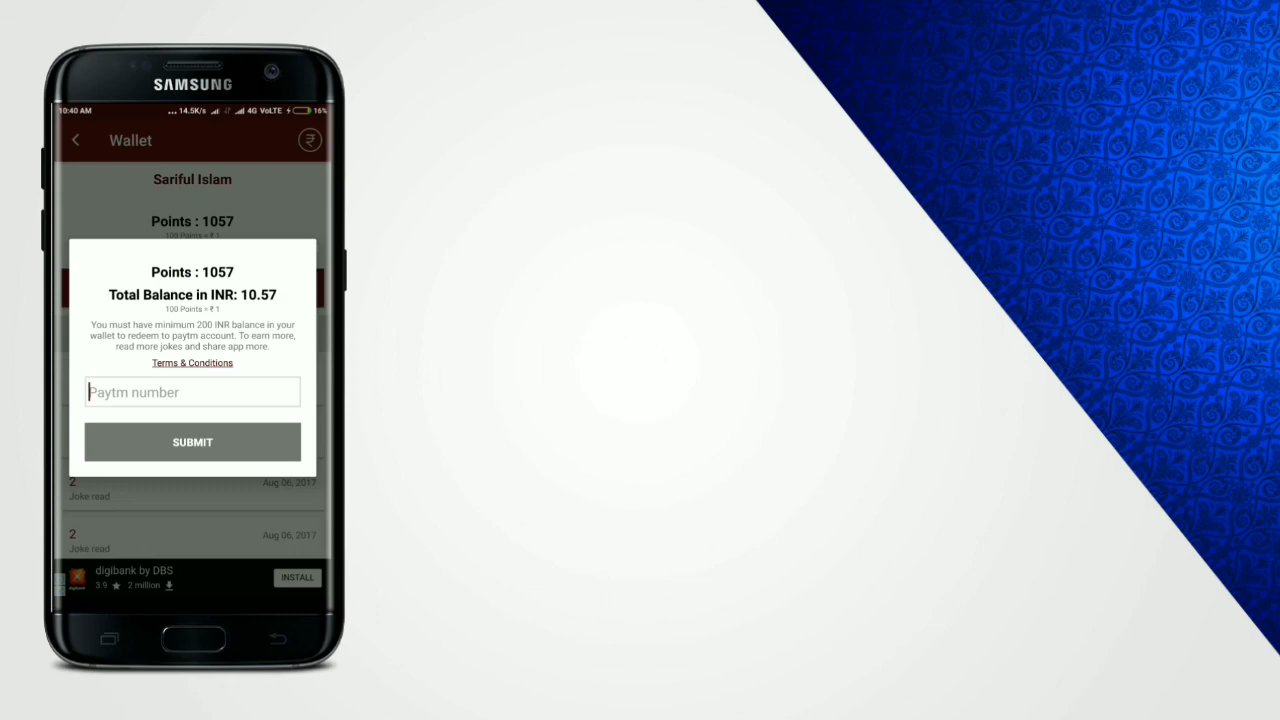 SAMSUNG
10:40 AM
... 14.5K/s 4G VoLTE 16%
Wallet
Sariful Islam
Points : 1057
100 Points = ₹ 1
Points : 1057
Total Balance in INR: 10.57
100 Points = ₹ 1
You must have minimum 200 INR balance in your
wallet to redeem to paytm account. To earn more,
read more jokes and share app more.
Terms & Conditions
Paytm number
SUBMIT
2
Aug 06, 2017
Joke read
2
Aug 06, 2017
Joke read
digibank by DBS
3.9 ★ 2 million
INSTALL